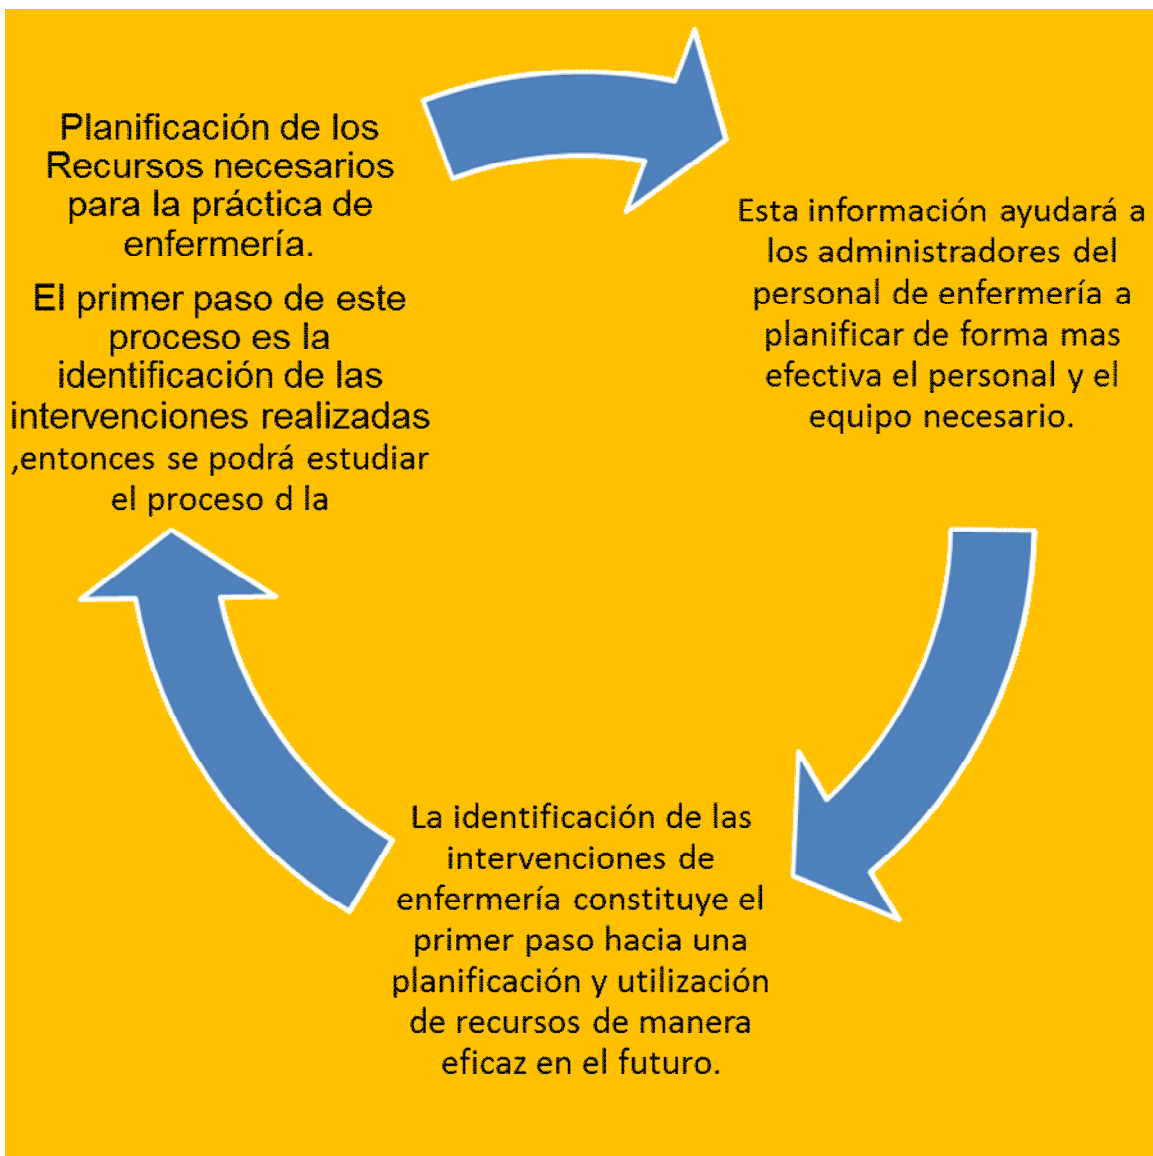 Planificación de los
Recursos necesarios
para la práctica de
enfermería.
El primer paso de este
proceso es la
identificación de las
intervenciones realizadas
,entonces se podrá estudiar
el proceso d la
Esta información ayudará a
los administradores del
personal de enfermería a
planificar de forma mas
efectiva el personal y el
equipo necesario.
La identificación de las
intervenciones de
enfermería constituye el
primer paso hacia una
planificación y utilización
de recursos de manera
eficaz en el futuro.